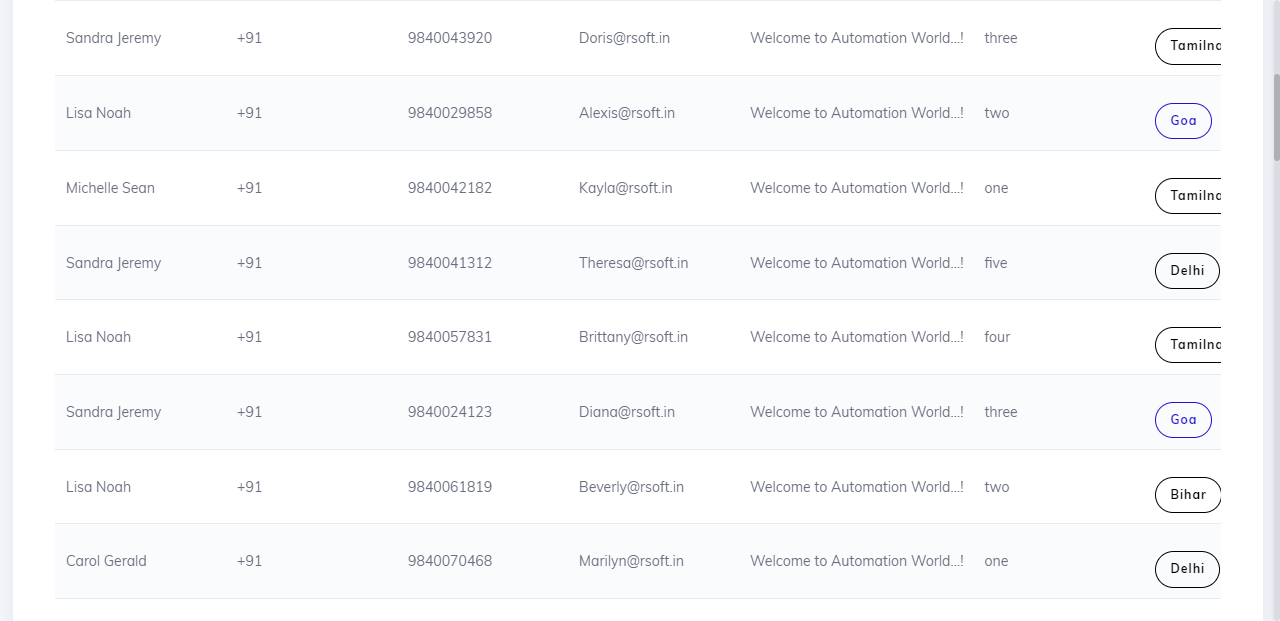 Sandra Jeremy +91 9840043920 Doris@rsoft.in Welcome to Automation World...! three Tamilna
Lisa Noah +91 9840029858 Alexis@rsoft.in Welcome to Automation World...! two Goa
Michelle Sean +91 9840042182 Kayla@rsoft.in Welcome to Automation World...! one Tamilna
Sandra Jeremy +91 9840041312 Theresa@rsoft.in Welcome to Automation World...! five Delhi
Lisa Noah +91 9840057831 Brittany@rsoft.in Welcome to Automation World...! four Tamilna
Sandra Jeremy +91 9840024123 Diana@rsoft.in Welcome to Automation World...! three Goa
Lisa Noah +91 9840061819 Beverly@rsoft.in Welcome to Automation World...! two Bihar
Carol Gerald +91 9840070468 Marilyn@rsoft.in Welcome to Automation World...! one Delhi